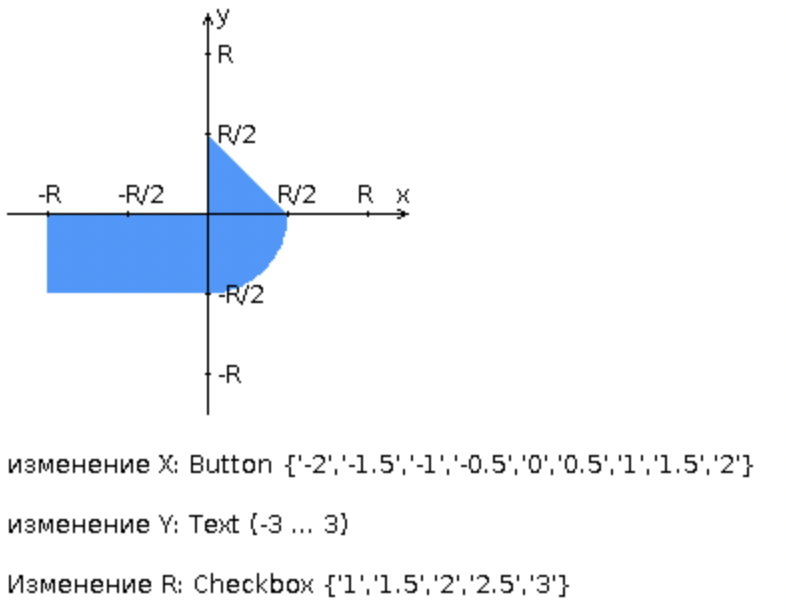 y
R
R/2
-R -R/2 R/2 R x
-R/2
-R
изменение X: Button {'-2','-1.5','-1','-0.5','0','0.5','1','1.5','2'}
изменение Y: Text (-3 ... 3)
Изменение R: Checkbox {'1','1.5','2','2.5','3'}